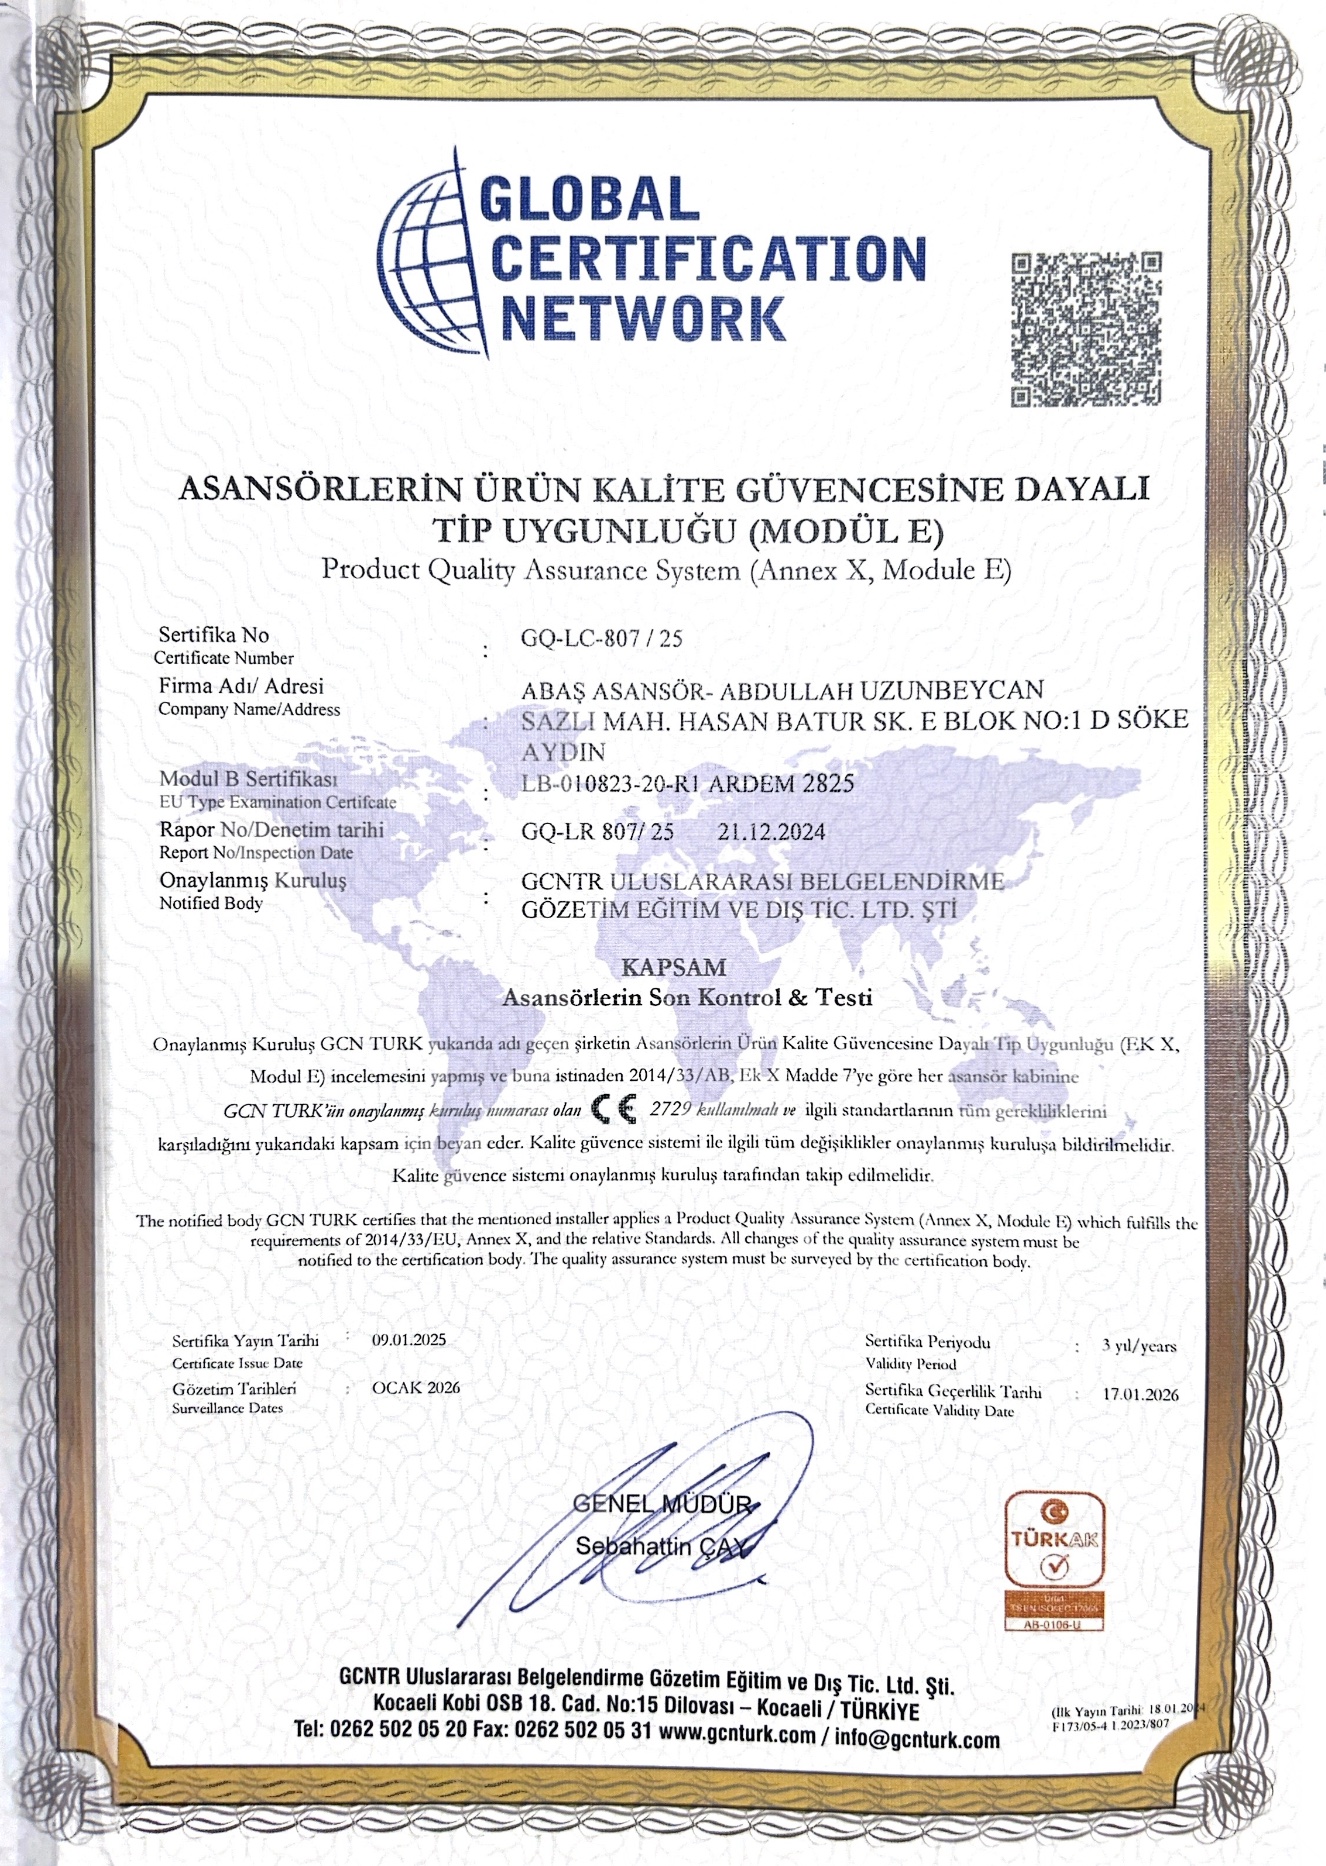 GLOBAL
CERTIFICATION
NETWORK
ASANSÖRLERİN ÜRÜN KALİTE GÜVENCESİNE DAYALI
TİP UYGUNLUĞU (MODÜL E)
Product Quality Assurance System (Annex X, Module E)
Sertifika No
Certificate Number
: GQ-LC-807 / 25
Firma Adı/ Adresi
Company Name/Address
: ABAŞ ASANSÖR- ABDULLAH UZUNBEYCAN
SAZLI MAH. HASAN BATUR SK. E BLOK NO:1 D SÖKE
AYDIN
Modul B Sertifikası
EU Type Examination Certifcate
: LB-010823-20-R1 ARDEM 2825
Rapor No/Denetim tarihi
Report No/Inspection Date
: GQ-LR 807/ 25 21.12.2024
Onaylanmış Kuruluş
Notified Body
: GCNTR ULUSLARARASI BELGELENDİRME
GÖZETİM EĞİTİM VE DIŞ TİC. LTD. ŞTİ
KAPSAM
Asansörlerin Son Kontrol & Testi
Onaylanmış Kuruluş GCN TURK yukarıda adı geçen şirketin Asansörlerin Ürün Kalite Güvencesine Dayalı Tip Uygunluğu (EK X,
Modul E) incelemesini yapmış ve buna istinaden 2014/33/AB, Ek X Madde 7'ye göre her asansör kabinine
GCN TURK'ün onaylanmış kuruluş numarası olan CE 2729 kullanılmalı ve ilgili standartlarının tüm gerekliliklerini
karşıladığını yukarıdaki kapsam için beyan eder. Kalite güvence sistemi ile ilgili tüm değişiklikler onaylanmış kuruluşa bildirilmelidir.
Kalite güvence sistemi onaylanmış kuruluş tarafından takip edilmelidir.
The notified body GCN TURK certifies that the mentioned installer applies a Product Quality Assurance System (Annex X, Module E) which fulfills the
requirements of 2014/33/EU, Annex X, and the relative Standards. All changes of the quality assurance system must be
notified to the certification body. The quality assurance system must be surveyed by the certification body.
Sertifika Yayın Tarihi : 09.01.2025
Certificate Issue Date
Gözetim Tarihleri : OCAK 2026
Surveillance Dates
Sertifika Periyodu : 3 yıl/years
Validity Period
Sertifika Geçerlilik Tarihi : 17.01.2026
Certificate Validity Date
GENEL MÜDÜR
Sebahattin ÇAY
TÜRKAK
AB-0106-U
GCNTR Uluslararası Belgelendirme Gözetim Eğitim ve Dış Tic. Ltd. Şti.
Kocaeli Kobi OSB 18. Cad. No:15 Dilovası – Kocaeli / TÜRKİYE
Tel: 0262 502 05 20 Fax: 0262 502 05 31 www.gcnturk.com / info@gcnturk.com
(İlk Yayın Tarihi: 18.01.2024
F173/05-4 1.2023/807